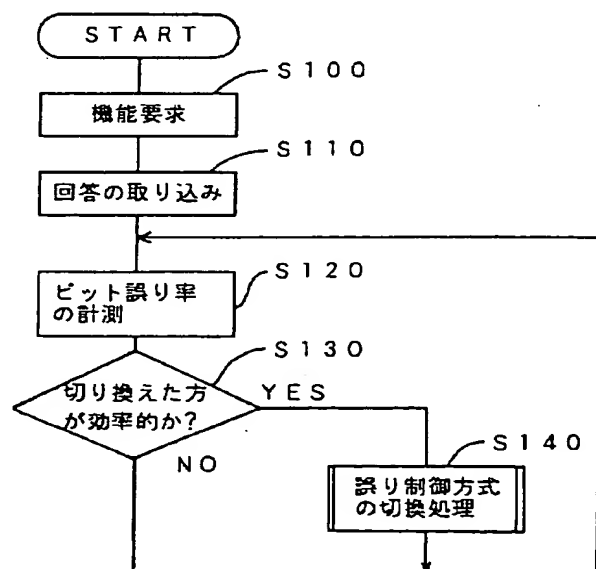 START
S100
機能要求
S110
回答の取り込み
S120
ビット誤り率
の計測
S130
切り換えた方
が効率的か?
YES
NO
S140
誤り制御方式
の切換処理